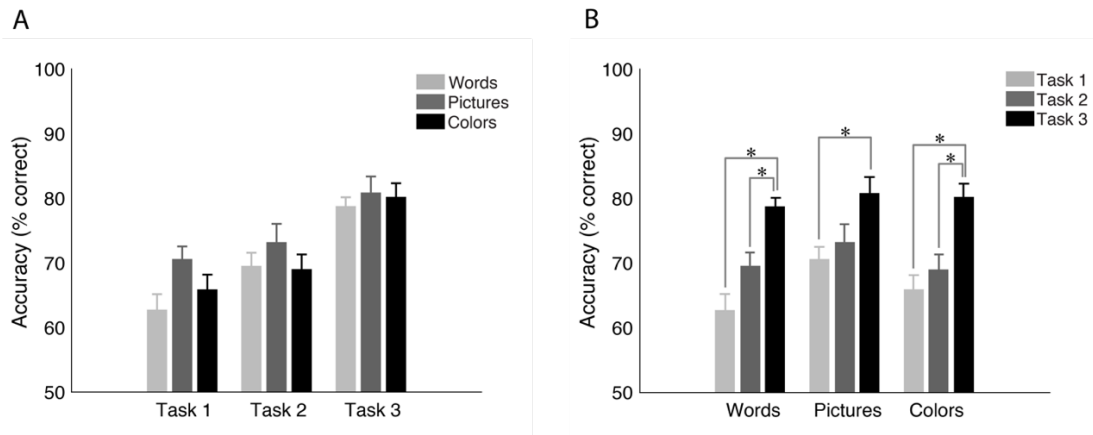 A
Accuracy (% correct)
100
90
80
70
60
50
Words
Pictures
Colors
Task 1 Task 2 Task 3
B
Accuracy (% correct)
100
90
80
70
60
50
Task 1
Task 2
Task 3
*
*
*
*
*
Words Pictures Colors